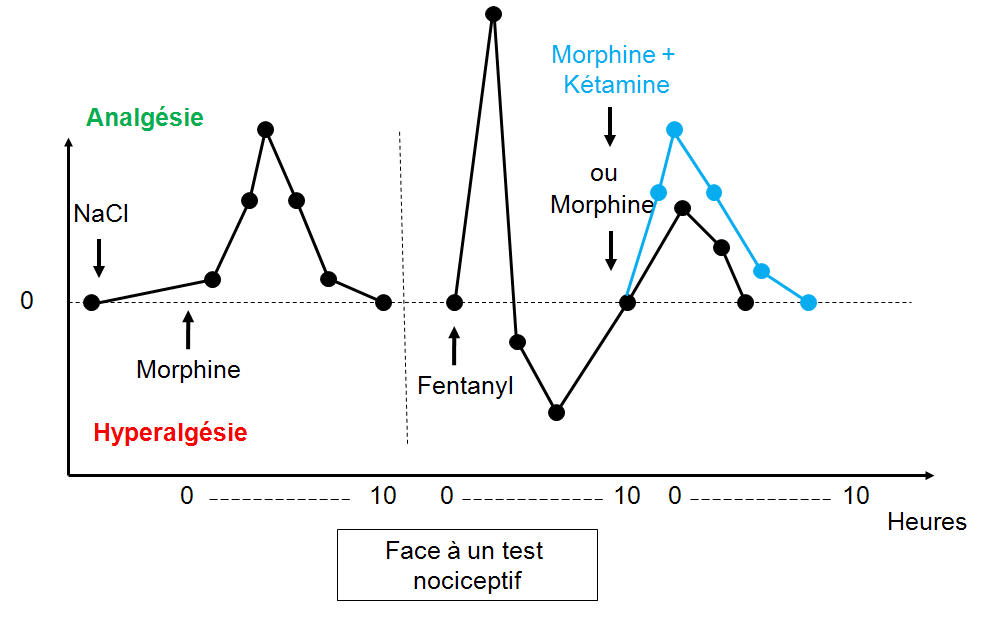 Morphine +
Kétamine
Analgésie
ou
NaCl
Morphine
0
Morphine
Fentanyl
Hyperalgésie
0 10 0 10 0 10
Heures
Face à un test
nociceptif